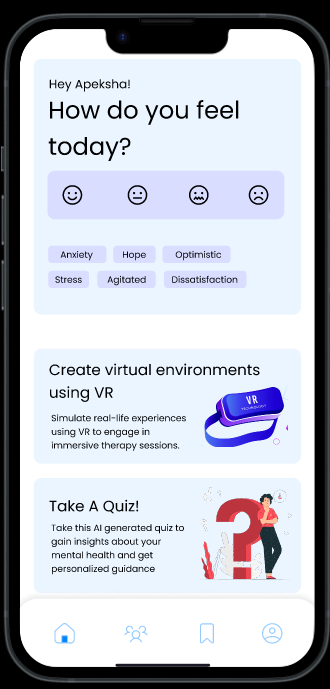 Hey Apeksha!
How do you feel
today?
Anxiety Hope Optimistic
Stress Agitated Dissatisfaction
Create virtual environments
using VR
Simulate real-life experiences
using VR to engage in
immersive therapy sessions.
VR
Take A Quiz!
Take this AI generated quiz to
gain insights about your
mental health and get
personalized guidance
?